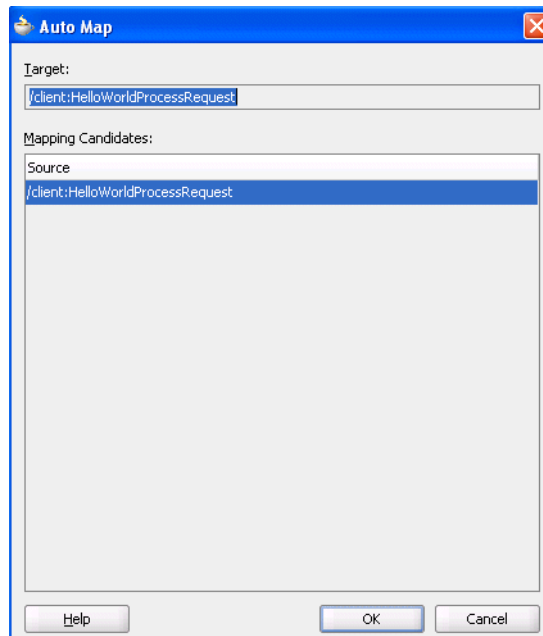 Auto Map
Target:
/client:HelloWorldProcessRequest
Mapping Candidates:
Source
/client:HelloWorldProcessRequest
Help
OK
Cancel